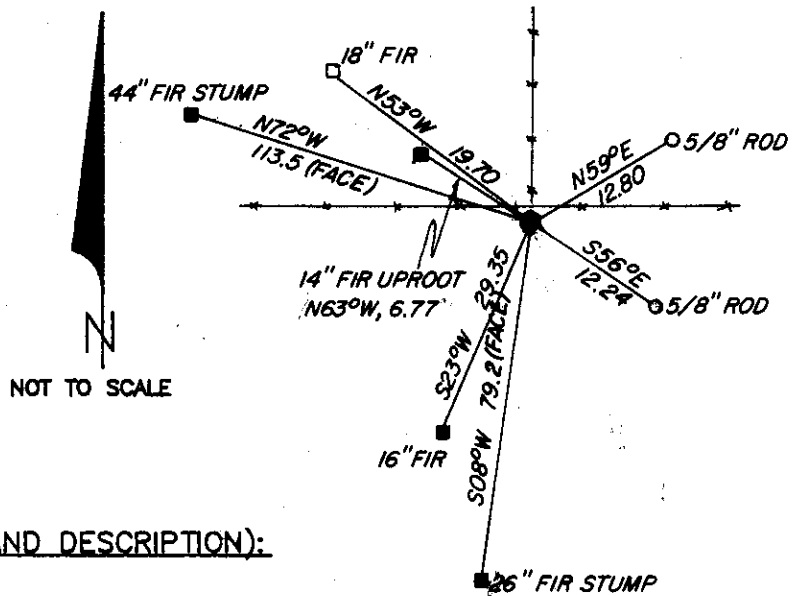 18" FIR
44" FIR STUMP
N53°W 19.70
N72°W
113.5 (FACE)
N59°E
12.80
5/8" ROD
S56°E
12.24
5/8" ROD
14" FIR UPROOT
N63°W, 6.77
S23°W 29.35
S08°W 79.2 (FACE)
N
NOT TO SCALE
16" FIR
AND DESCRIPTION):
26" FIR STUMP